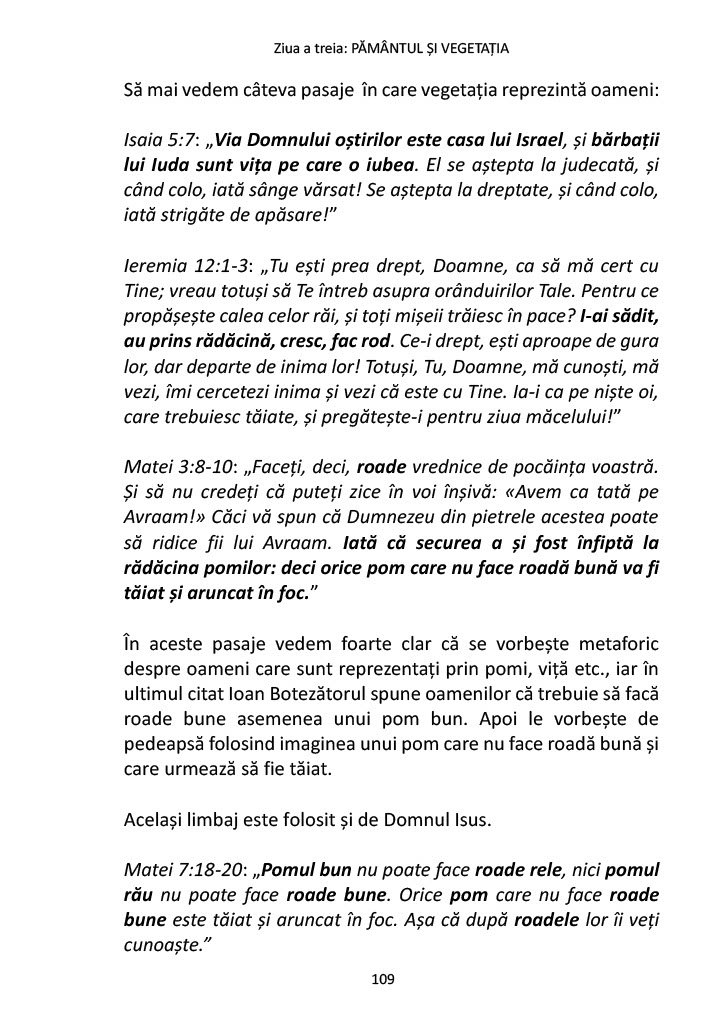 Ziua a treia: PĂMÂNTUL ȘI VEGETAȚIA
Să mai vedem câteva pasaje în care vegetația reprezintă oameni:
Isaia 5:7: „Via Domnului oștirilor este casa lui Israel, și bărbații
lui Iuda sunt vița pe care o iubea. El se aștepta la judecată, și
când colo, iată sânge vărsat! Se aștepta la dreptate, și când colo,
iată strigăte de apăsare!”
Ieremia 12:1-3: „Tu ești prea drept, Doamne, ca să mă cert cu
Tine; vreau totuși să Te întreb asupra orânduirilor Tale. Pentru ce
propășește calea celor răi, și toți mișeii trăiesc în pace? I-ai sădit,
au prins rădăcină, cresc, fac rod. Ce-i drept, ești aproape de gura
lor, dar departe de inima lor! Totuși, Tu, Doamne, mă cunoști, mă
vezi, îmi cercetezi inima și vezi că este cu Tine. Ia-i ca pe niște oi,
care trebuiesc tăiate, și pregătește-i pentru ziua măcelului!”
Matei 3:8-10: „Faceți, deci, roade vrednice de pocăința voastră.
Și să nu credeți că puteți zice în voi înșivă: «Avem ca tată pe
Avraam!» Căci vă spun că Dumnezeu din pietrele acestea poate
să ridice fii lui Avraam. Iată că securea a și fost înfiptă la
rădăcina pomilor: deci orice pom care nu face roadă bună va fi
tăiat și aruncat în foc.”
În aceste pasaje vedem foarte clar că se vorbește metaforic
despre oameni care sunt reprezentați prin pomi, viță etc., iar în
ultimul citat Ioan Botezătorul spune oamenilor că trebuie să facă
roade bune asemenea unui pom bun. Apoi le vorbește de
pedeapsă folosind imaginea unui pom care nu face roadă bună și
care urmează să fie tăiat.
Același limbaj este folosit și de Domnul Isus.
Matei 7:18-20: „Pomul bun nu poate face roade rele, nici pomul
rău nu poate face roade bune. Orice pom care nu face roade
bune este tăiat și aruncat în foc. Așa că după roadele lor îi veți
cunoaște.”
109